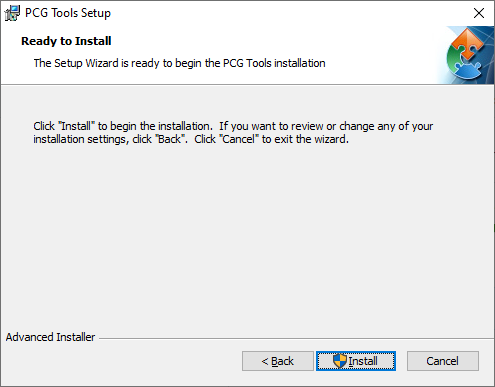 PCG Tools Setup
Ready to Install
The Setup Wizard is ready to begin the PCG Tools installation
Click "Install" to begin the installation.  If you want to review or change any of your
installation settings, click "Back".  Click "Cancel" to exit the wizard.
Advanced Installer
< Back
Install
Cancel